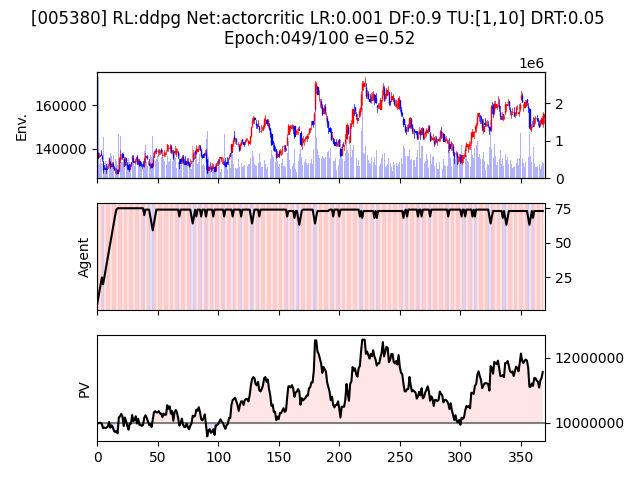 [005380] RL:ddpg Net:actorcritic LR:0.001 DF:0.9 TU:[1,10] DRT:0.05
Epoch:049/100 e=0.52
1e6
160000
140000
Env.
2
1
0
Agent
75
50
25
PV
12000000
10000000
0 50 100 150 200 250 300 350